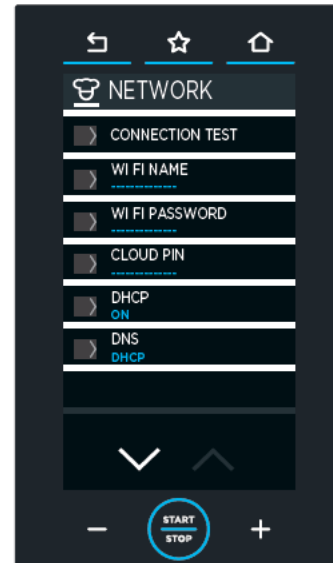 NETWORK
CONNECTION TEST
WI FI NAME
--------------
WI FI PASSWORD
--------------
CLOUD PIN
--------------
DHCP
ON
DNS
DHCP
START
STOP